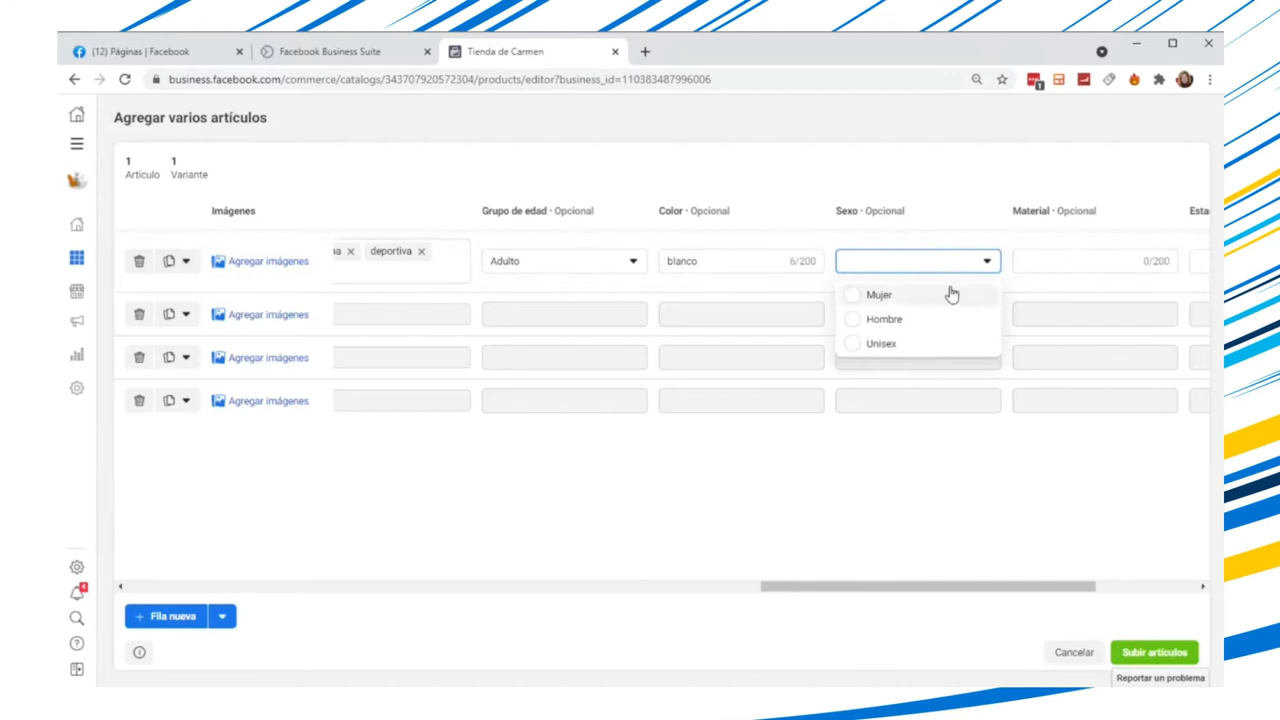 (12) Páginas | Facebook
Facebook Business Suite
Tienda de Carmen
business.facebook.com/commerce/catalogs/343707920572304/products/editor?business_id=110383487996006
1
Agregar varios artículos
1 1
Artículo Variante
Imágenes Grupo de edad · Opcional Color · Opcional Sexo · Opcional Material · Opcional Esta
Agregar imágenes na deportiva Adulto blanco 6/200 0/200
Mujer
Agregar imágenes
Hombre
Unisex
Agregar imágenes
Agregar imágenes
4
+ Fila nueva
Cancelar Subir artículos
Reportar un problema